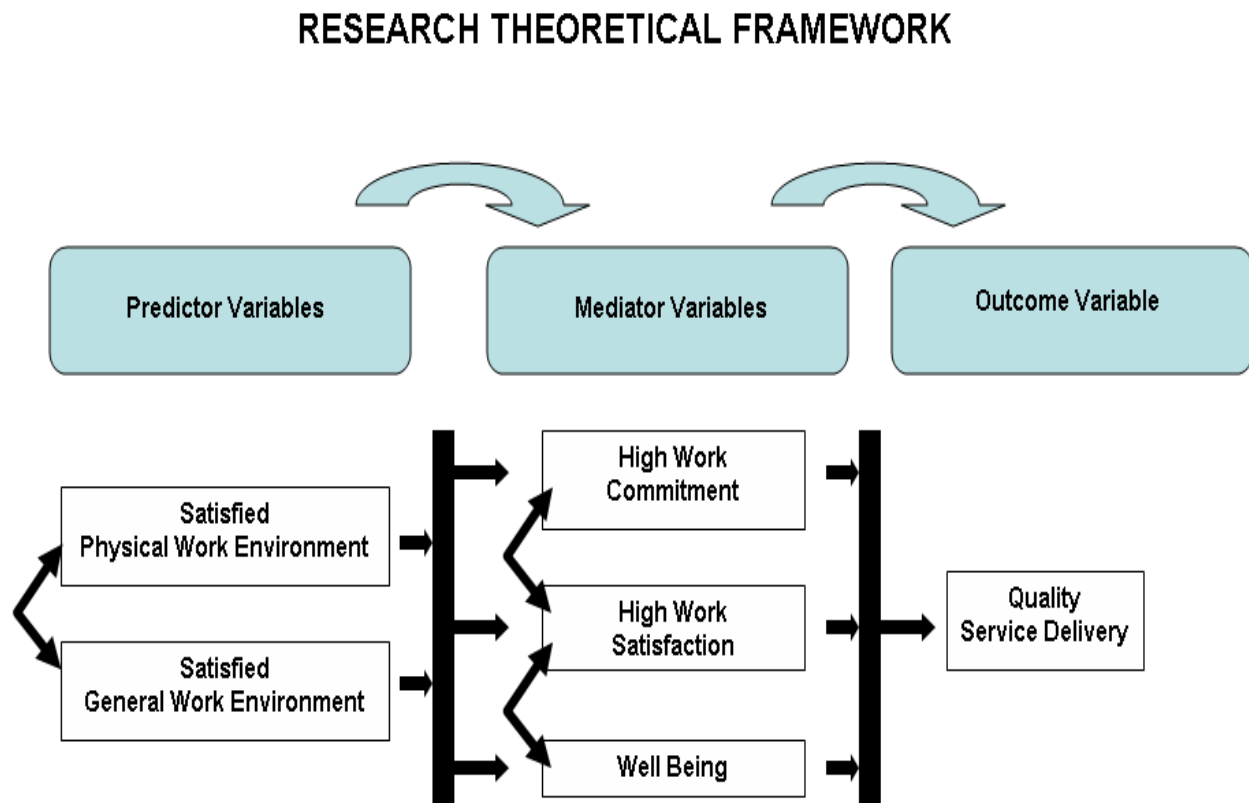 RESEARCH THEORETICAL FRAMEWORK
Predictor Variables
Mediator Variables
Outcome Variable
Satisfied
Physical Work Environment
Satisfied
General Work Environment
High Work
Commitment
High Work
Satisfaction
Well Being
Quality
Service Delivery